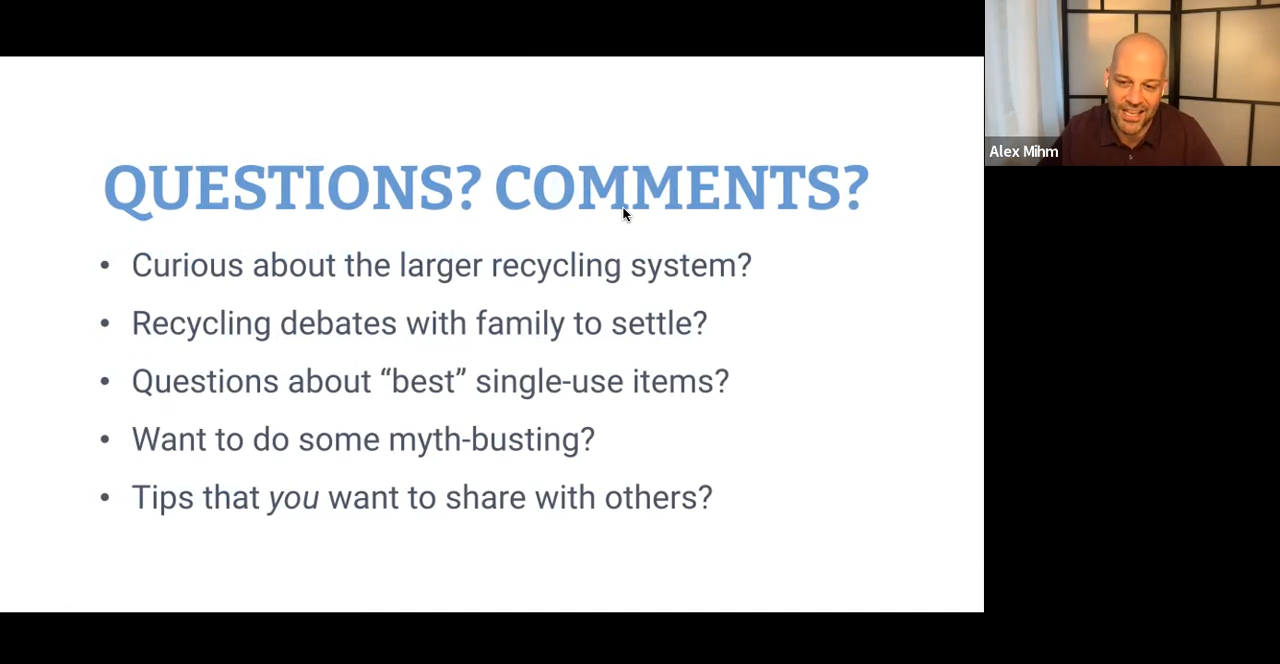 QUESTIONS? COMMENTS?
• Curious about the larger recycling system?
• Recycling debates with family to settle?
• Questions about “best” single-use items?
• Want to do some myth-busting?
• Tips that you want to share with others?
Alex Mihm